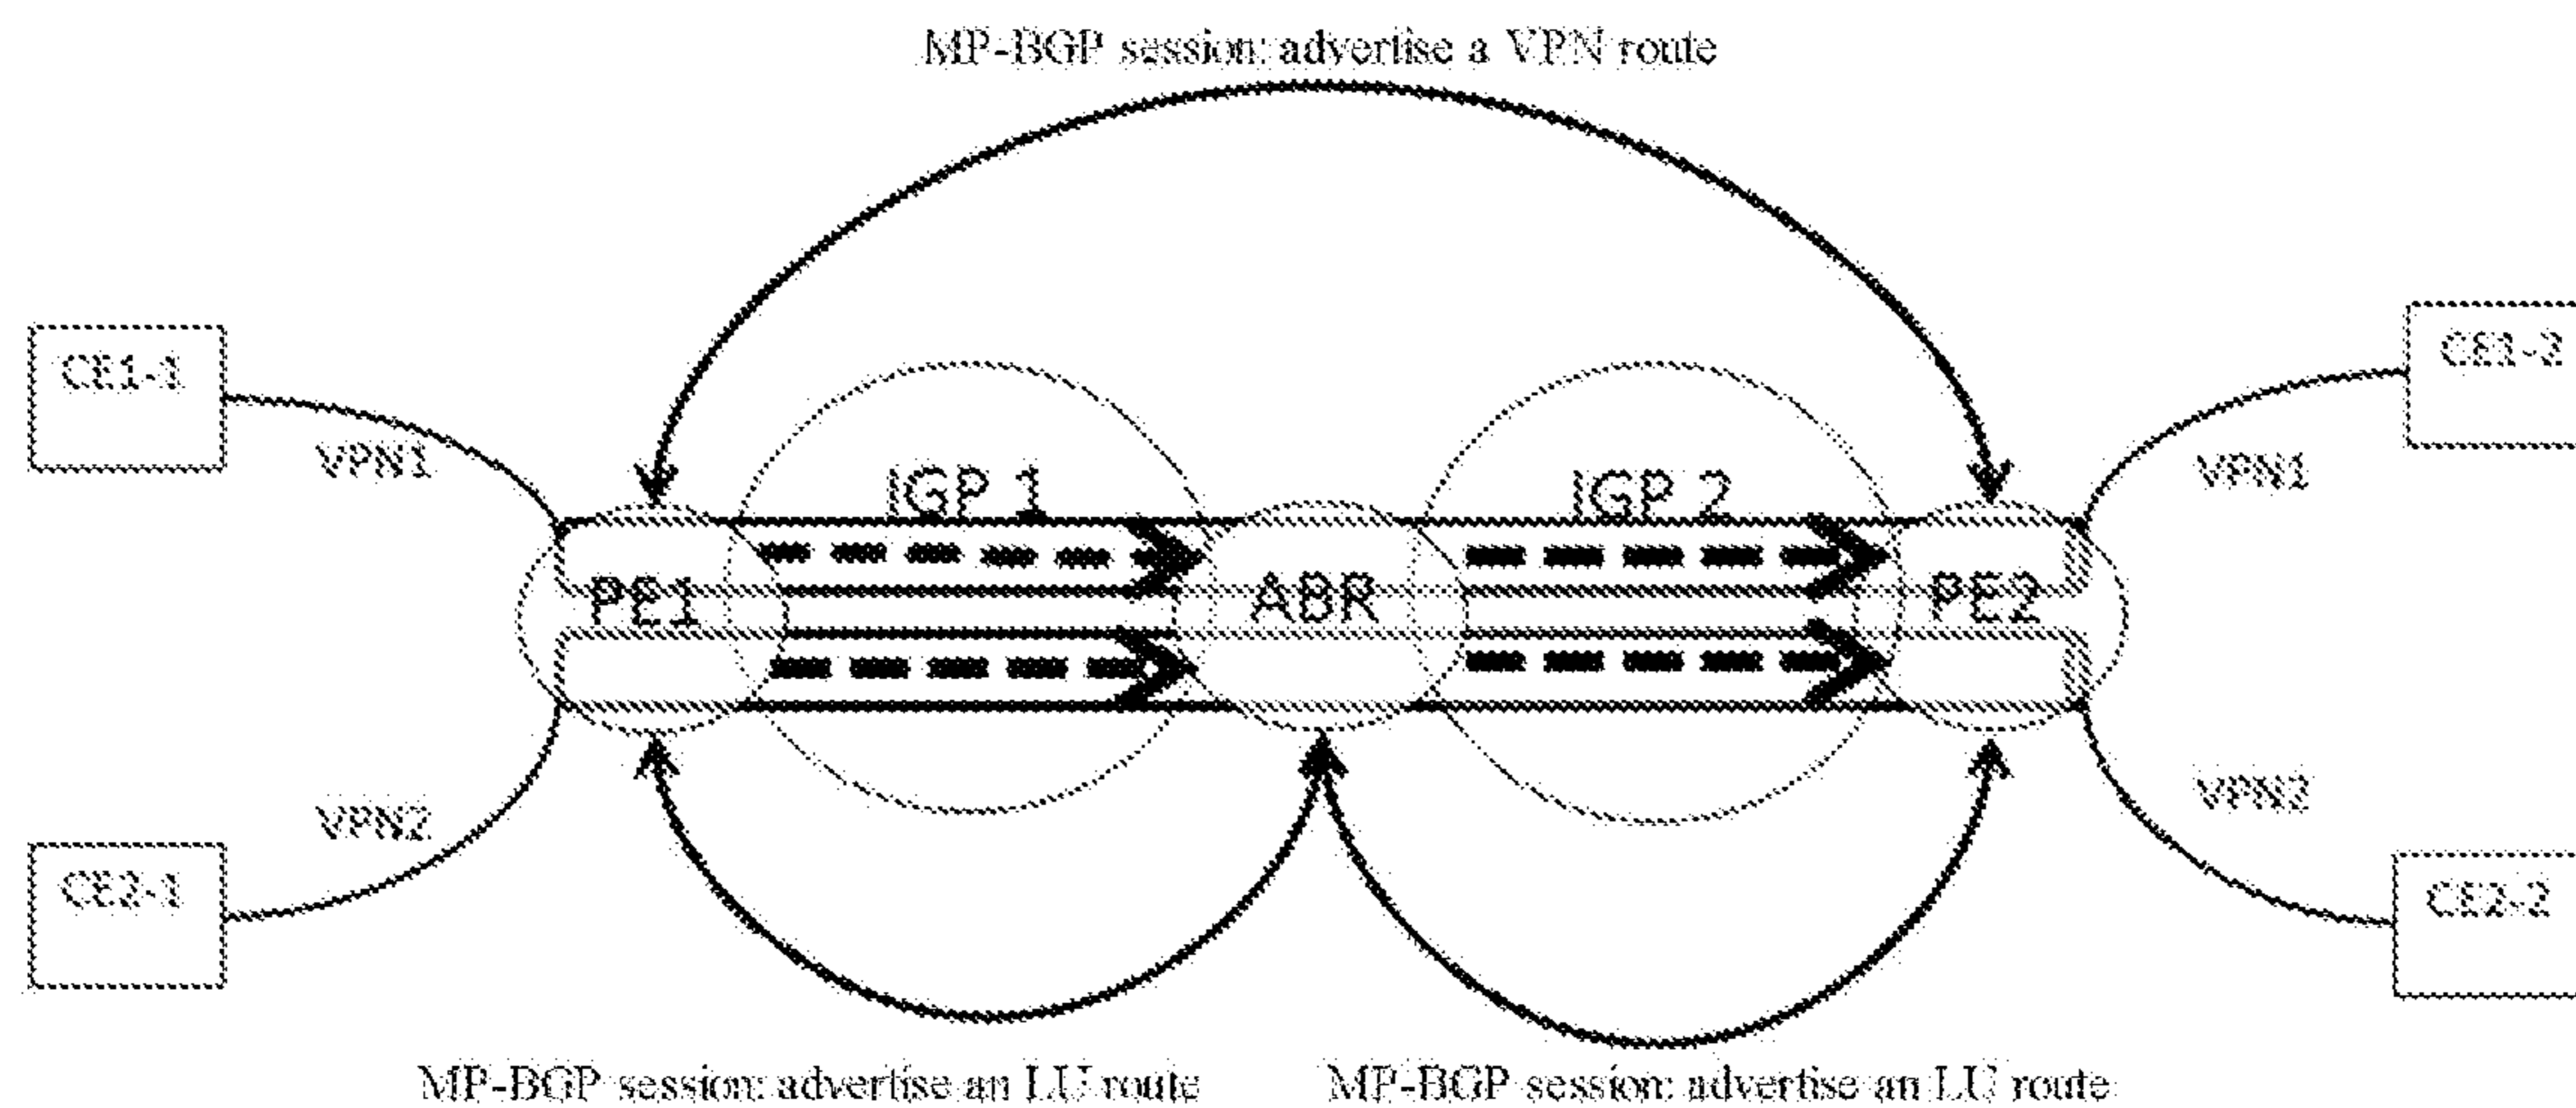 MP-BGP session: advertise a VPN route
CE1-1
CE1-2
VPN1
VPN1
IGP 1
IGP 2
PE1
ABR
PE2
VPN2
VPN2
CE2-1
CE2-2
MP-BGP session: advertise an LU route
MP-BGP session: advertise an LU route